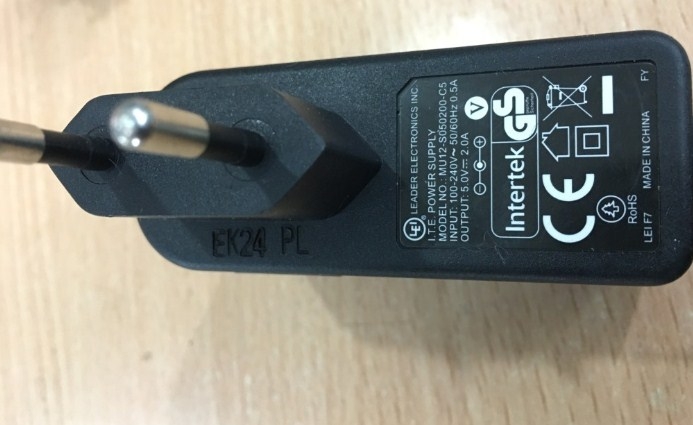 LEI
®
LEADER ELECTRONICS INC.
I.T.E. POWER SUPPLY
MODEL NO.: MU12-S050200-C5
INPUT: 100-240V~ 50/60Hz 0.5A
OUTPUT: 5.0V⎓ 2.0A
V
Intertek
GS
CE
RoHS
LEI F7 MADE IN CHINA FY
EK24 PL